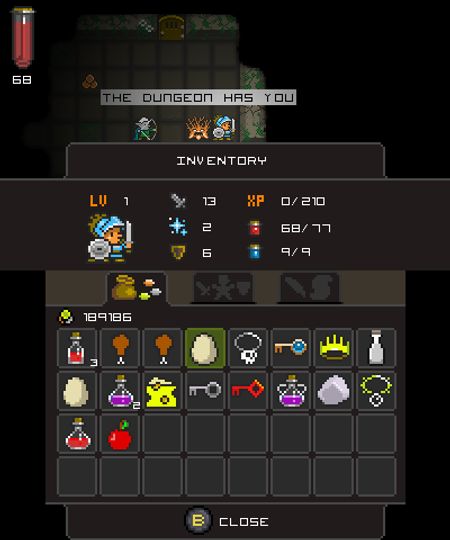 68
THE DUNGEON HAS YOU
INVENTORY
LV 1 13 XP 0/210
2 68/77
6 9/9
189186
3
2
B CLOSE